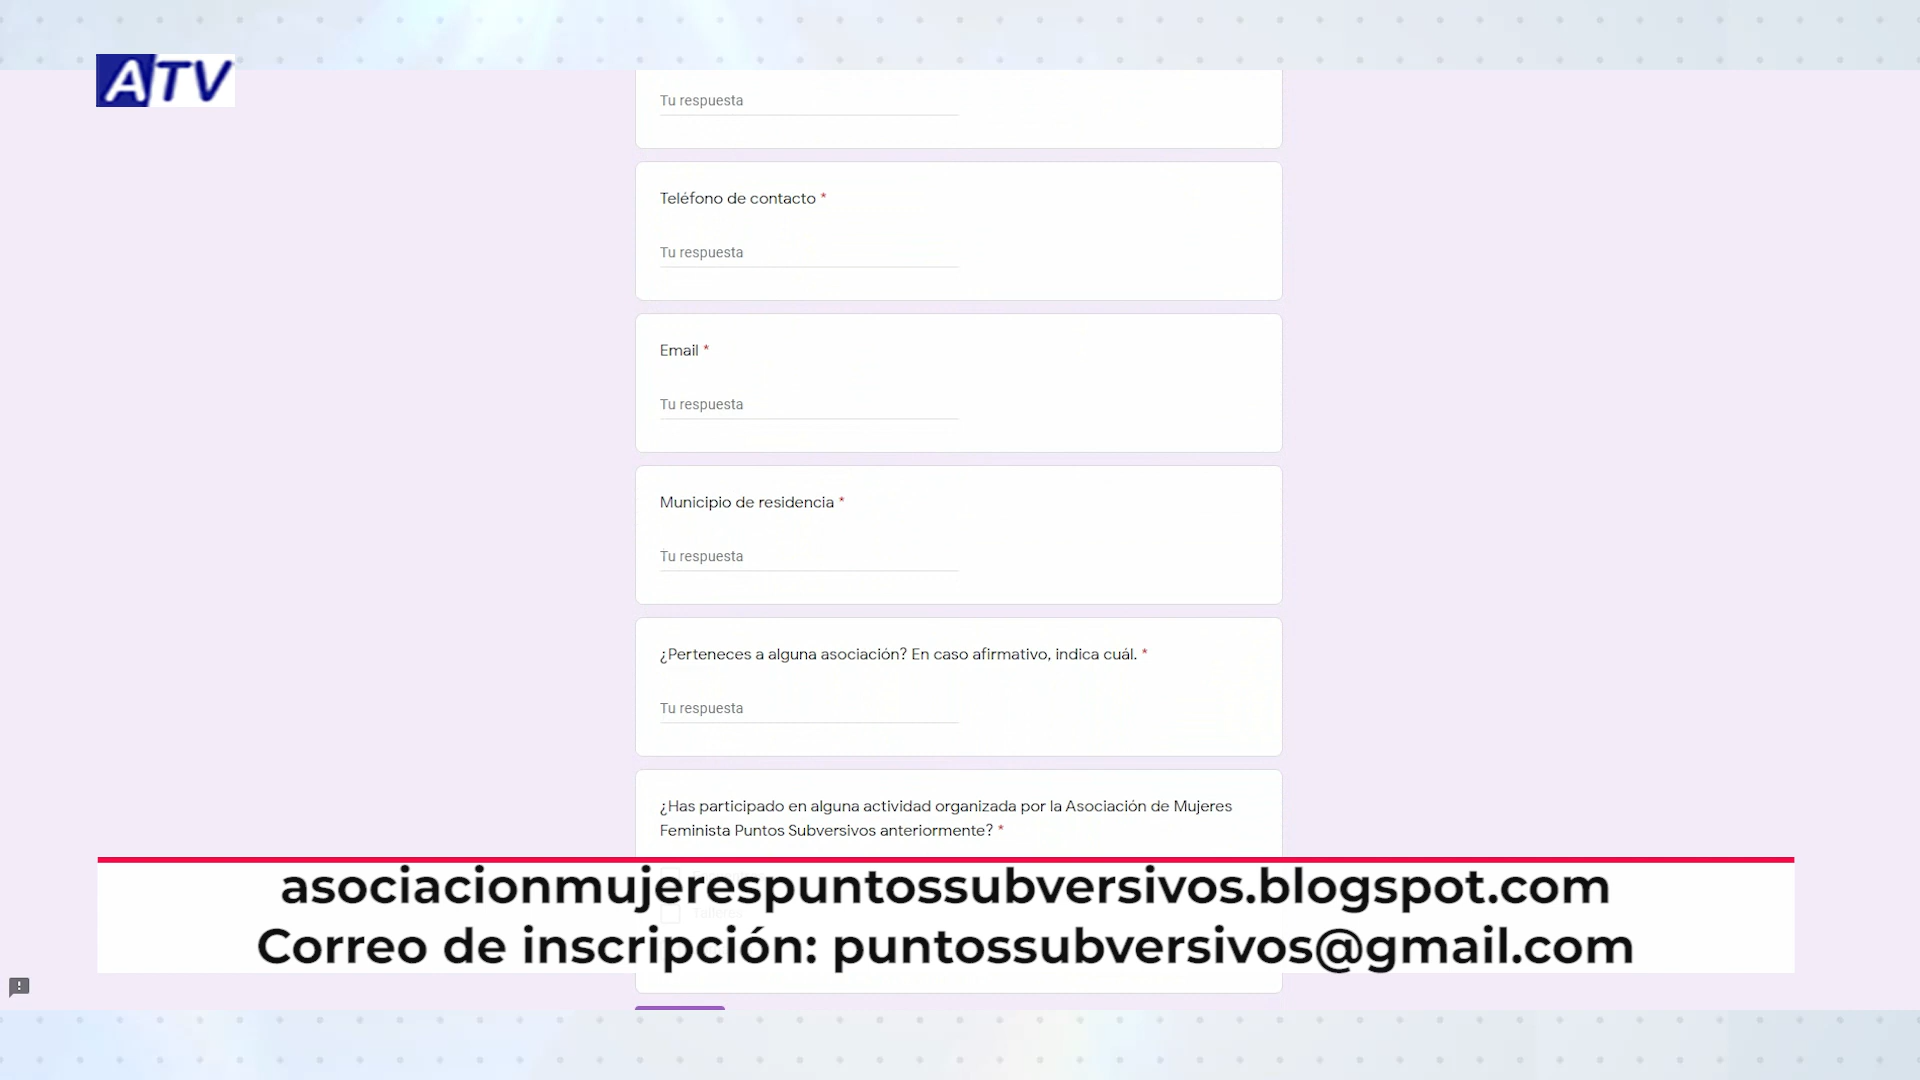 ATV
Tu respuesta
Teléfono de contacto *
Tu respuesta
Email *
Tu respuesta
Municipio de residencia *
Tu respuesta
¿Perteneces a alguna asociación? En caso afirmativo, indica cuál. *
Tu respuesta
¿Has participado en alguna actividad organizada por la Asociación de Mujeres
Feminista Puntos Subversivos anteriormente? *
asociacionmujerespuntossubversivos.blogspot.com
Talleres
Correo de inscripción: puntossubversivos@gmail.com